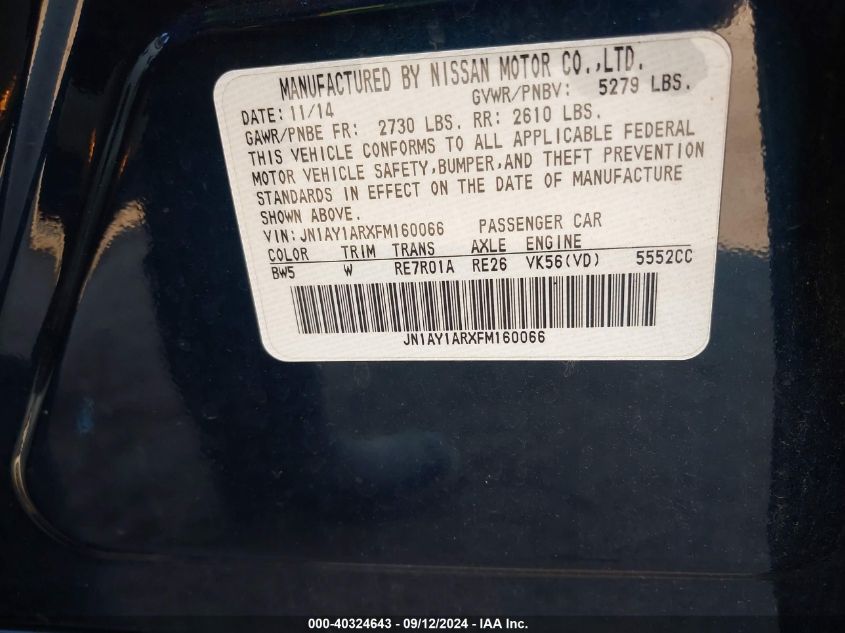 MANUFACTURED BY NISSAN MOTOR CO.,LTD.
DATE: 11/14 GVWR/PNBV: 5279 LBS.
GAWR/PNBE FR: 2730 LBS. RR: 2610 LBS.
THIS VEHICLE CONFORMS TO ALL APPLICABLE FEDERAL
MOTOR VEHICLE SAFETY,BUMPER,AND THEFT PREVENTION
STANDARDS IN EFFECT ON THE DATE OF MANUFACTURE
SHOWN ABOVE.
VIN: JN1AY1ARXFM160066 PASSENGER CAR
COLOR TRIM TRANS AXLE ENGINE
BW5 W RE7R01A RE26 VK56(VD) 5552CC
JN1AY1ARXFM160066
000-40324643 - 09/12/2024 - IAA Inc.